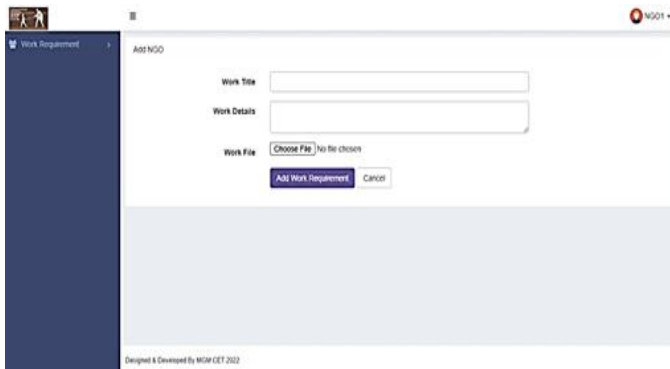 NGO1
Work Requirement
Add NGO
Work Title
Work Details
Work File
Choose File No file chosen
Add Work Requirement Cancel
Designed & Developed By MGM CET 2022